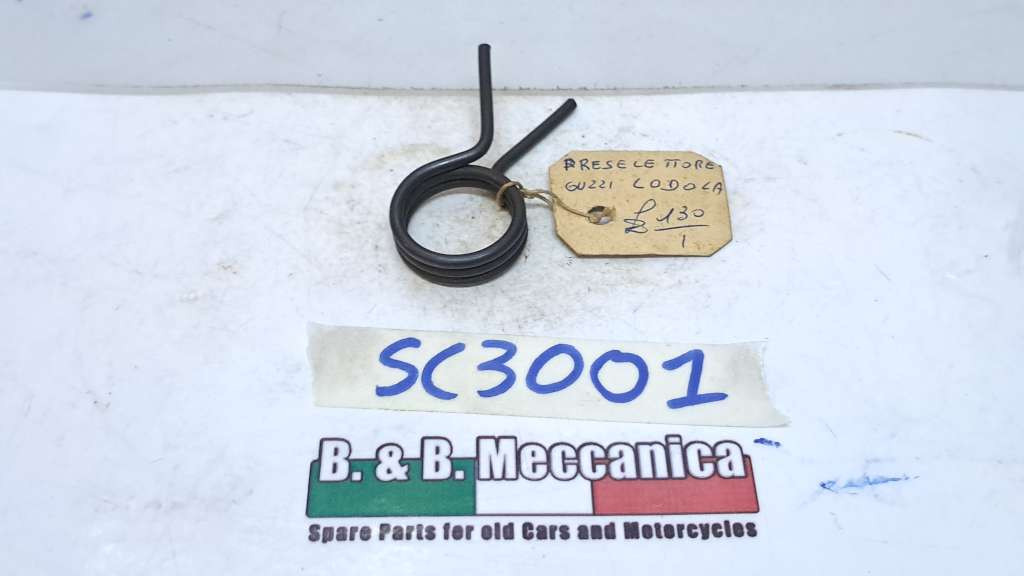 PRESELETTORE
GUZZI LODOLA
£ 130
1
SC3001
B. & B. Meccanica
Spare Parts for old Cars and Motorcycles